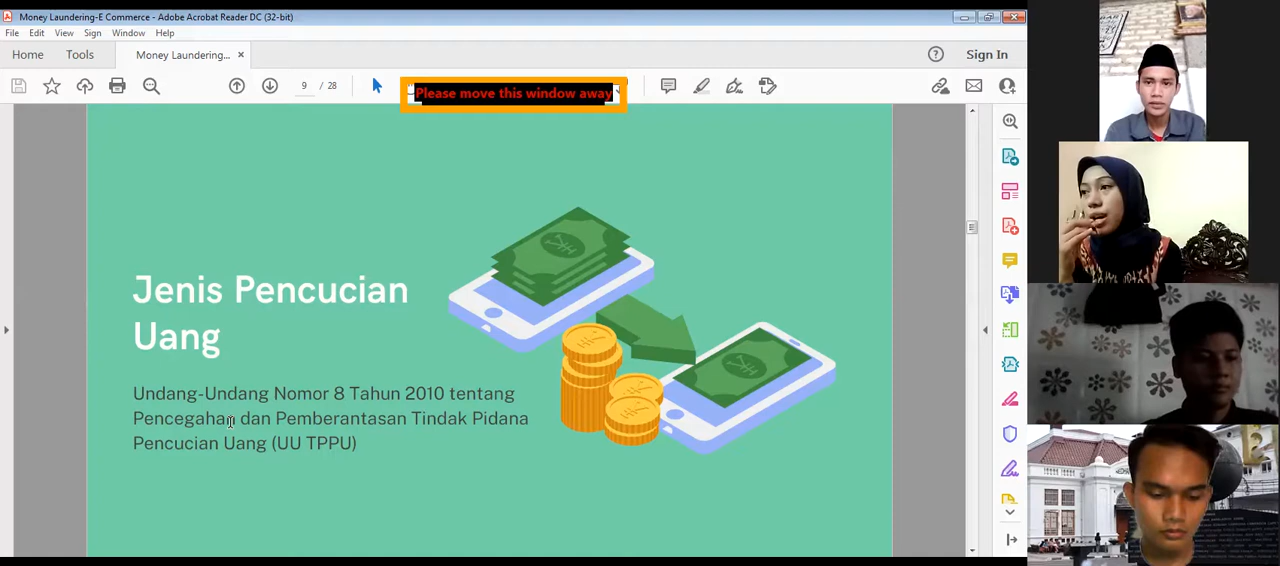 Money Laundering-E Commerce - Adobe Acrobat Reader DC (32-bit)
File Edit View Sign Window Help
Home Tools Money Laundering... Sign In
9 / 28
Please move this window away
Jenis Pencucian
Uang
Undang-Undang Nomor 8 Tahun 2010 tentang
Pencegahan dan Pemberantasan Tindak Pidana
Pencucian Uang (UU TPPU)